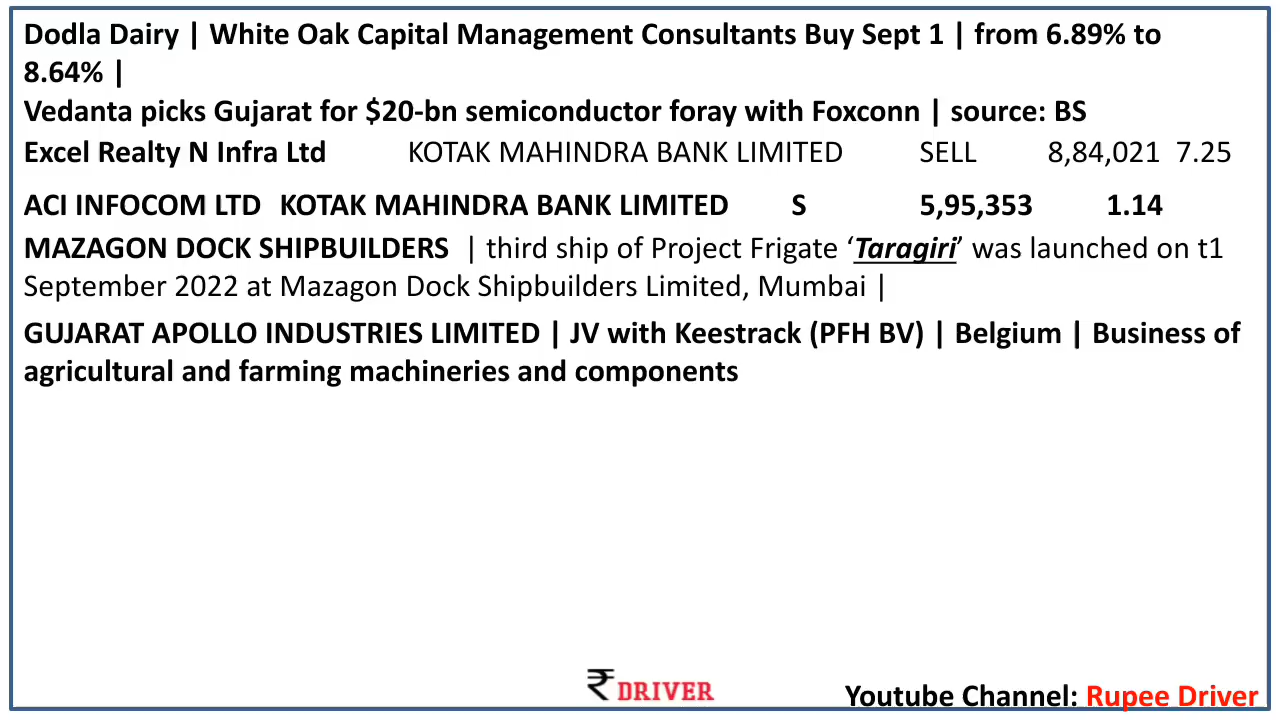 Dodla Dairy | White Oak Capital Management Consultants Buy Sept 1 | from 6.89% to
8.64% |
Vedanta picks Gujarat for $20-bn semiconductor foray with Foxconn | source: BS
Excel Realty N Infra Ltd KOTAK MAHINDRA BANK LIMITED SELL 8,84,021 7.25
ACI INFOCOM LTD KOTAK MAHINDRA BANK LIMITED S 5,95,353 1.14
MAZAGON DOCK SHIPBUILDERS | third ship of Project Frigate ‘Taragiri’ was launched on t1
September 2022 at Mazagon Dock Shipbuilders Limited, Mumbai |
GUJARAT APOLLO INDUSTRIES LIMITED | JV with Keestrack (PFH BV) | Belgium | Business of
agricultural and farming machineries and components
₹ DRIVER
Youtube Channel: Rupee Driver